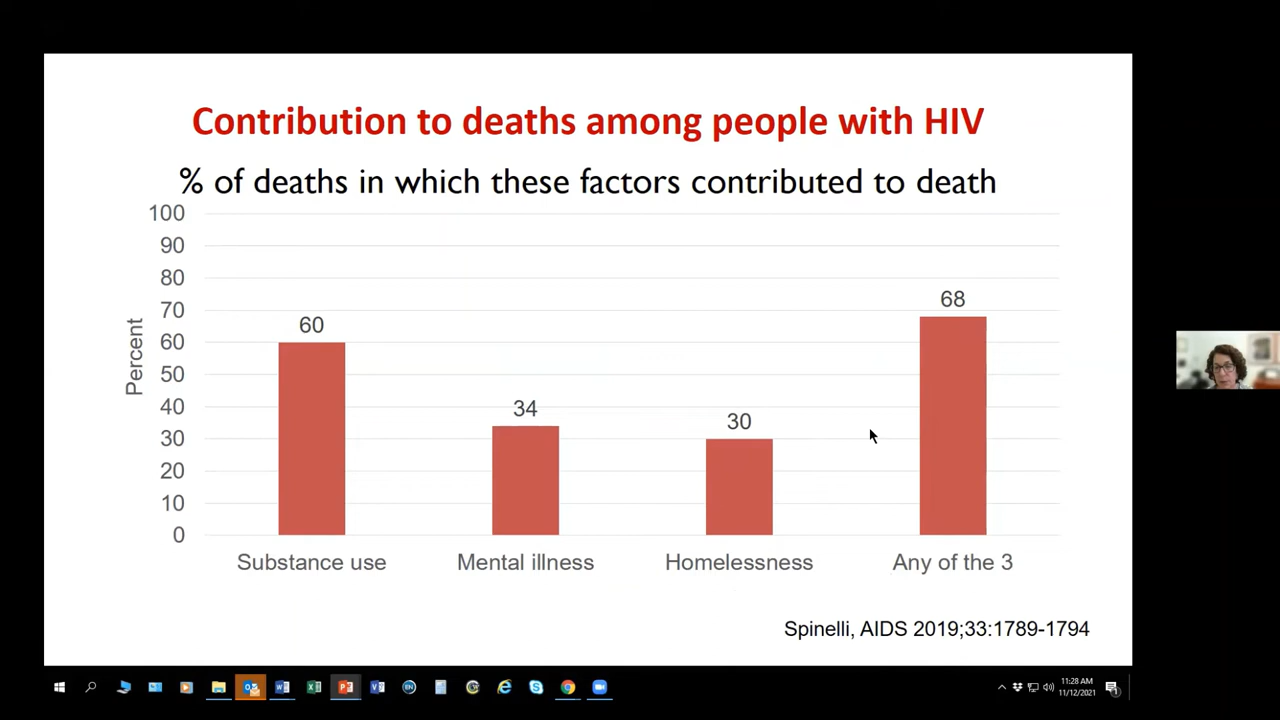 Contribution to deaths among people with HIV
% of deaths in which these factors contributed to death
100
90
80
70
60
50
40
30
20
10
0
Percent
60
34
30
68
Substance use
Mental illness
Homelessness
Any of the 3
Spinelli, AIDS 2019;33:1789-1794
11:28 AM
11/12/2021